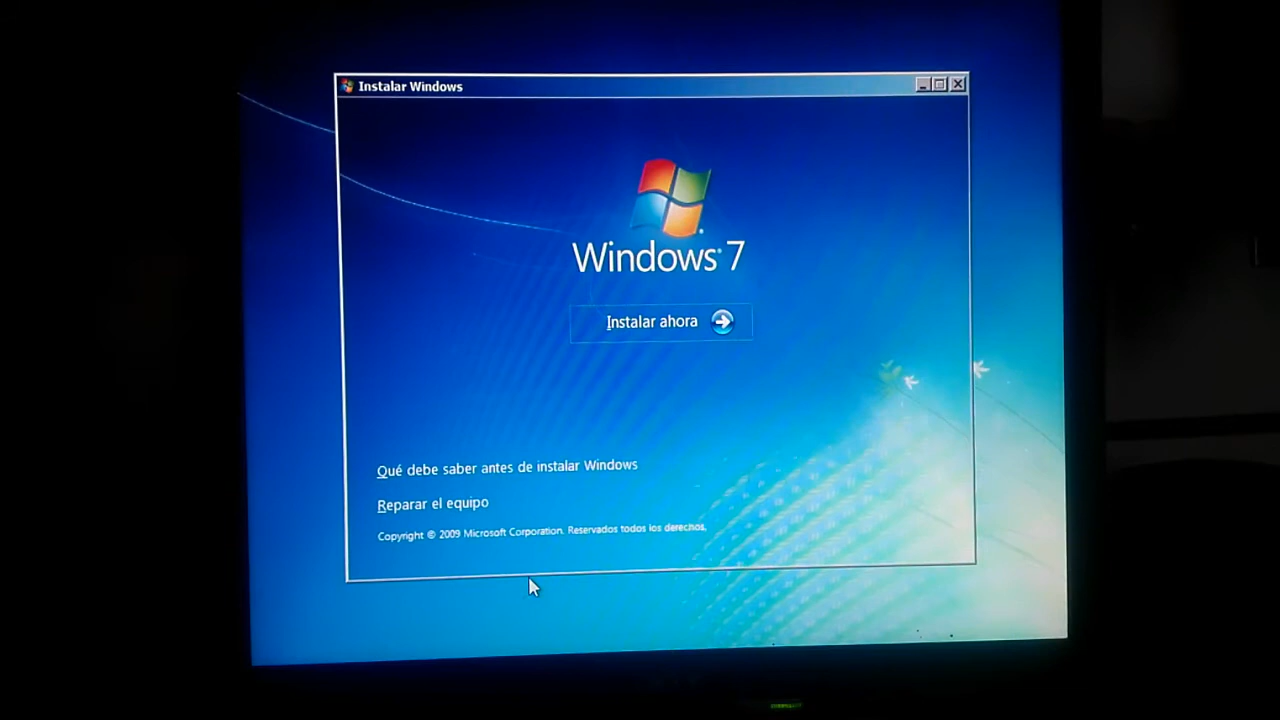 Instalar Windows
Windows 7
Instalar ahora
Qué debe saber antes de instalar Windows
Reparar el equipo
Copyright © 2009 Microsoft Corporation. Reservados todos los derechos.